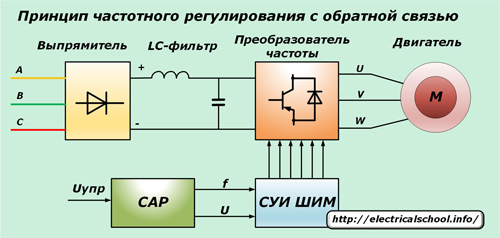 Принцип частотного регулирования с обратной связью
Выпрямитель
LC-фильтр
Преобразователь
частоты
Двигатель
A
B
C
+
-
U
V
W
М
Uупр
САР
f
U
СУИ ШИМ
http://electricalschool.info/